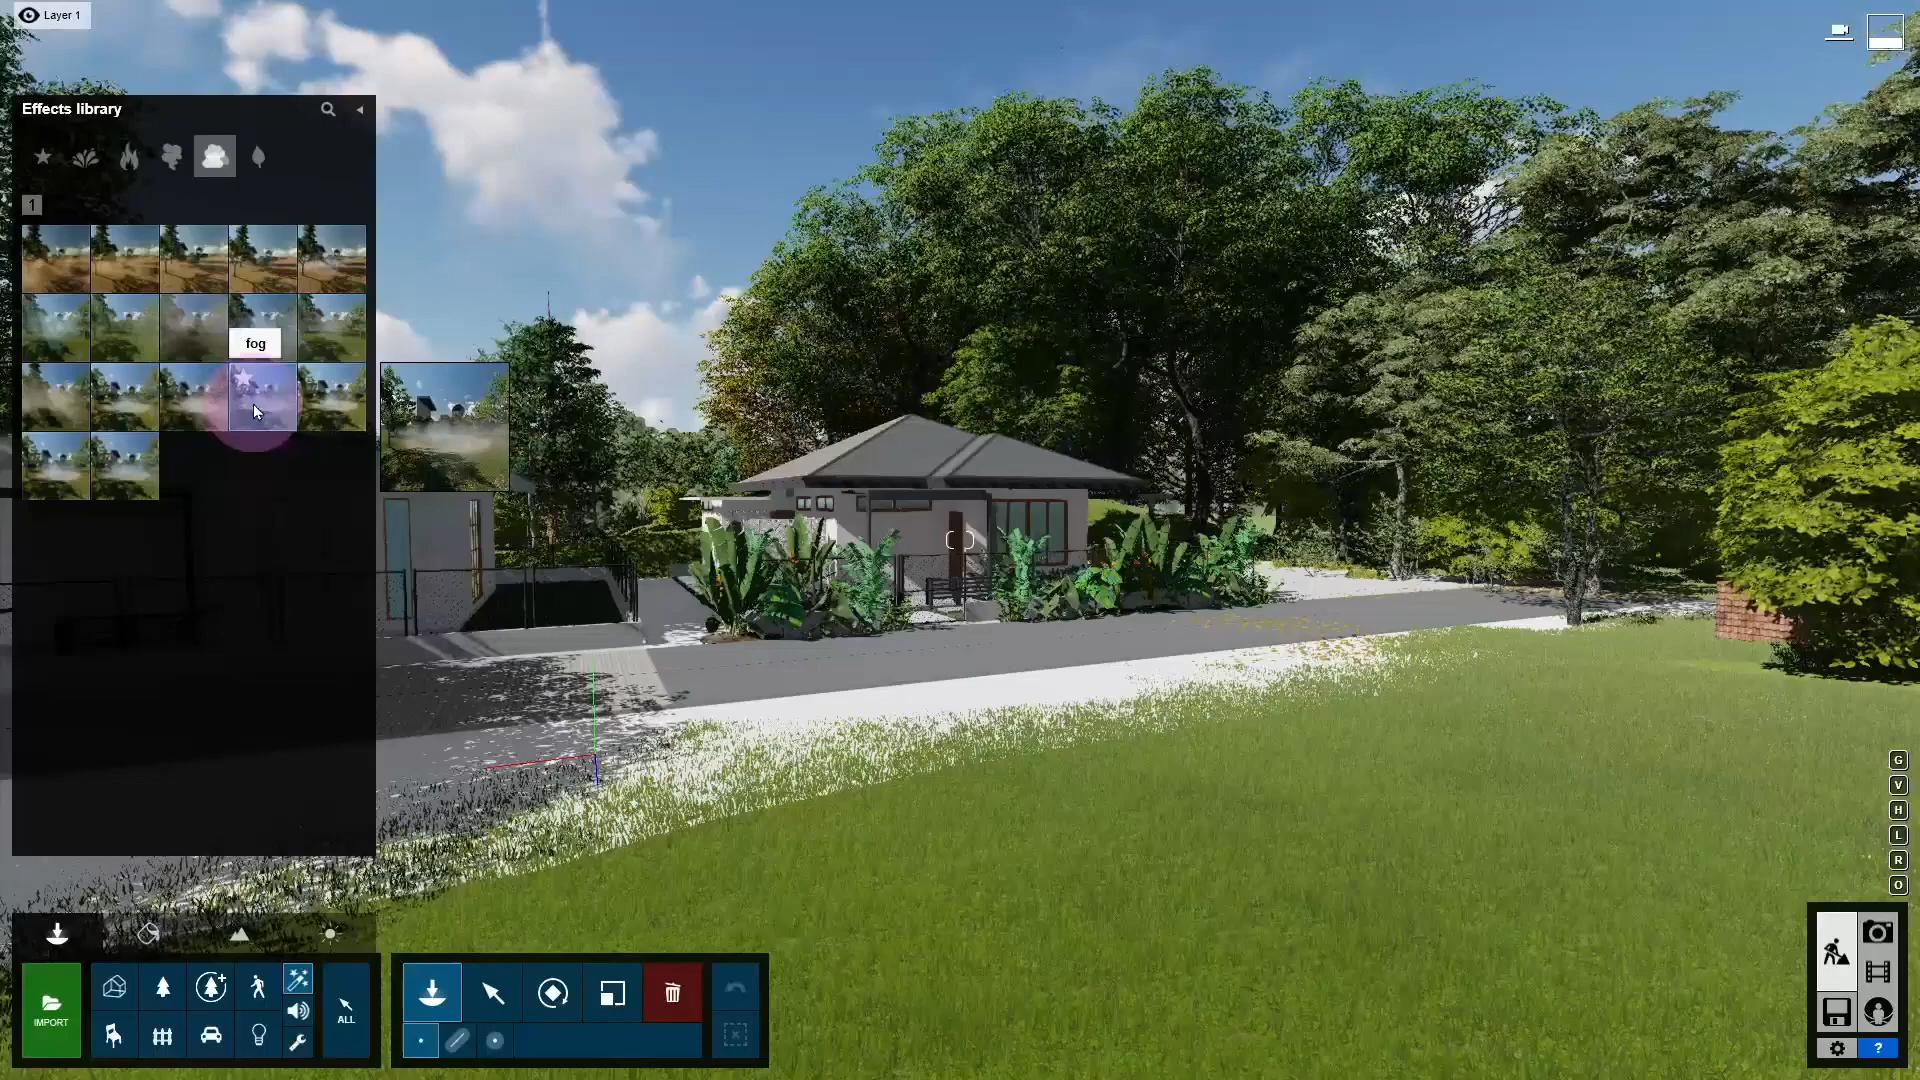 Layer 1
Effects library
1
fog
G
V
H
L
R
O
IMPORT
ALL
?